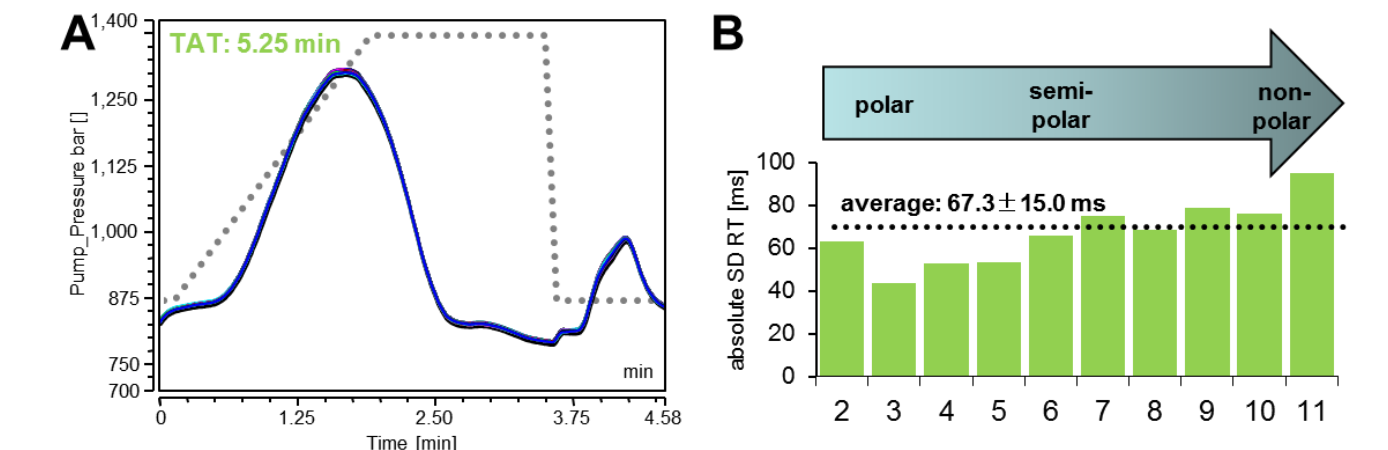 A
TAT: 5.25 min
Pump_Pressure bar []
1,400
1,250
1,125
1,000
875
750
700
min
0
1.25
2.50
3.75
4.58
Time [min]
B
polar
semi-
polar
non-
polar
absolute SD RT [ms]
average: 67.3±15.0 ms
100
80
60
40
20
0
2 3 4 5 6 7 8 9 10 11